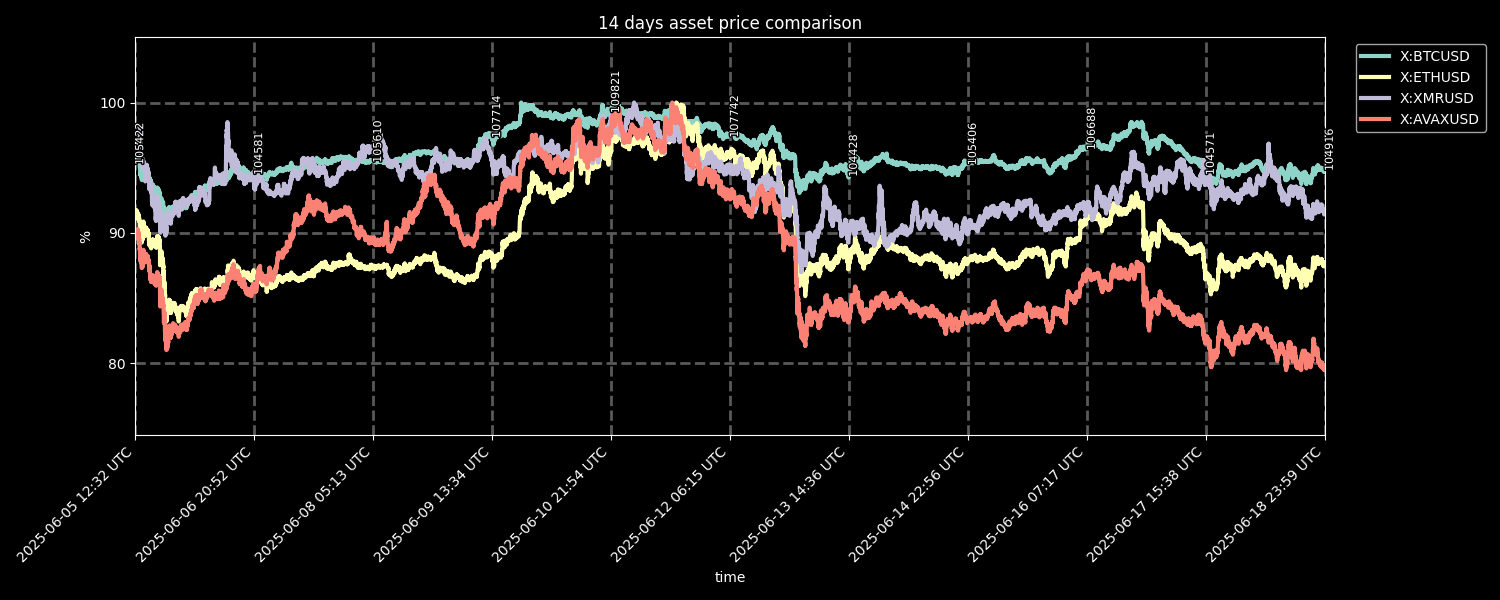 14 days asset price comparison
X:BTCUSD
X:ETHUSD
X:XMRUSD
X:AVAXUSD
100
90
80
%
105422
104581
105610
107714
109821
107742
104428
105406
106688
104571
104916
2025-06-05 12:32 UTC
2025-06-06 20:52 UTC
2025-06-08 05:13 UTC
2025-06-09 13:34 UTC
2025-06-10 21:54 UTC
2025-06-12 06:15 UTC
2025-06-13 14:36 UTC
2025-06-14 22:56 UTC
2025-06-16 07:17 UTC
2025-06-17 15:38 UTC
2025-06-18 23:59 UTC
time